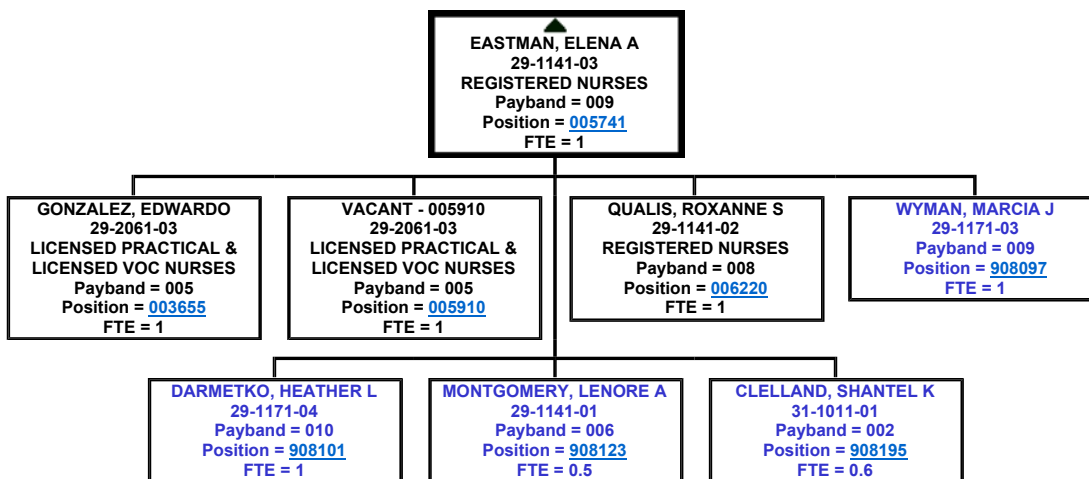 EASTMAN, ELENA A
29-1141-03
REGISTERED NURSES
Payband = 009
Position = 005741
FTE = 1
GONZALEZ, EDWARDO
29-2061-03
LICENSED PRACTICAL &
LICENSED VOC NURSES
Payband = 005
Position = 003655
FTE = 1
VACANT - 005910
29-2061-03
LICENSED PRACTICAL &
LICENSED VOC NURSES
Payband = 005
Position = 005910
FTE = 1
QUALIS, ROXANNE S
29-1141-02
REGISTERED NURSES
Payband = 008
Position = 006220
FTE = 1
WYMAN, MARCIA J
29-1171-03
Payband = 009
Position = 908097
FTE = 1
DARMETKO, HEATHER L
29-1171-04
Payband = 010
Position = 908101
FTE = 1
MONTGOMERY, LENORE A
29-1141-01
Payband = 006
Position = 908123
FTE = 0.5
CLELLAND, SHANTEL K
31-1011-01
Payband = 002
Position = 908195
FTE = 0.6